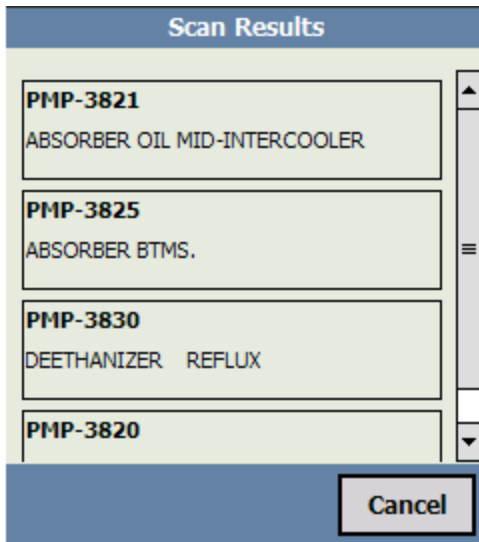 Scan Results
PMP-3821
ABSORBER OIL MID-INTERCOOLER
PMP-3825
ABSORBER BTMS.
PMP-3830
DEETHANIZER REFLUX
PMP-3820
Cancel